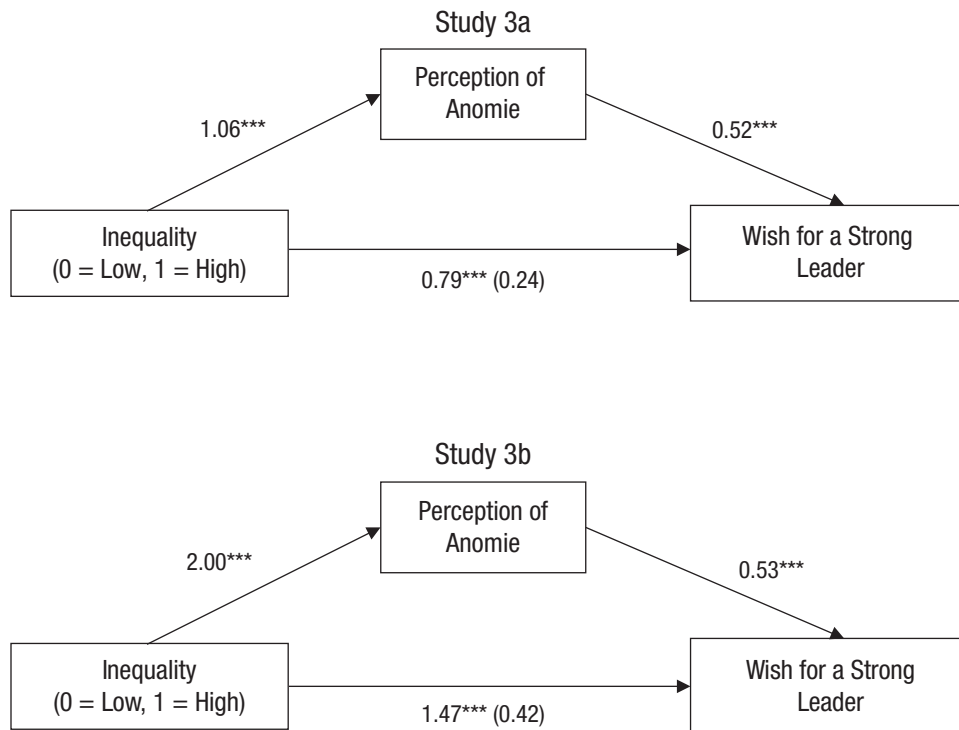 Study 3a
Perception of
Anomie
1.06***
0.52***
Inequality
(0 = Low, 1 = High)
Wish for a Strong
Leader
0.79*** (0.24)
Study 3b
Perception of
Anomie
2.00***
0.53***
Inequality
(0 = Low, 1 = High)
Wish for a Strong
Leader
1.47*** (0.42)